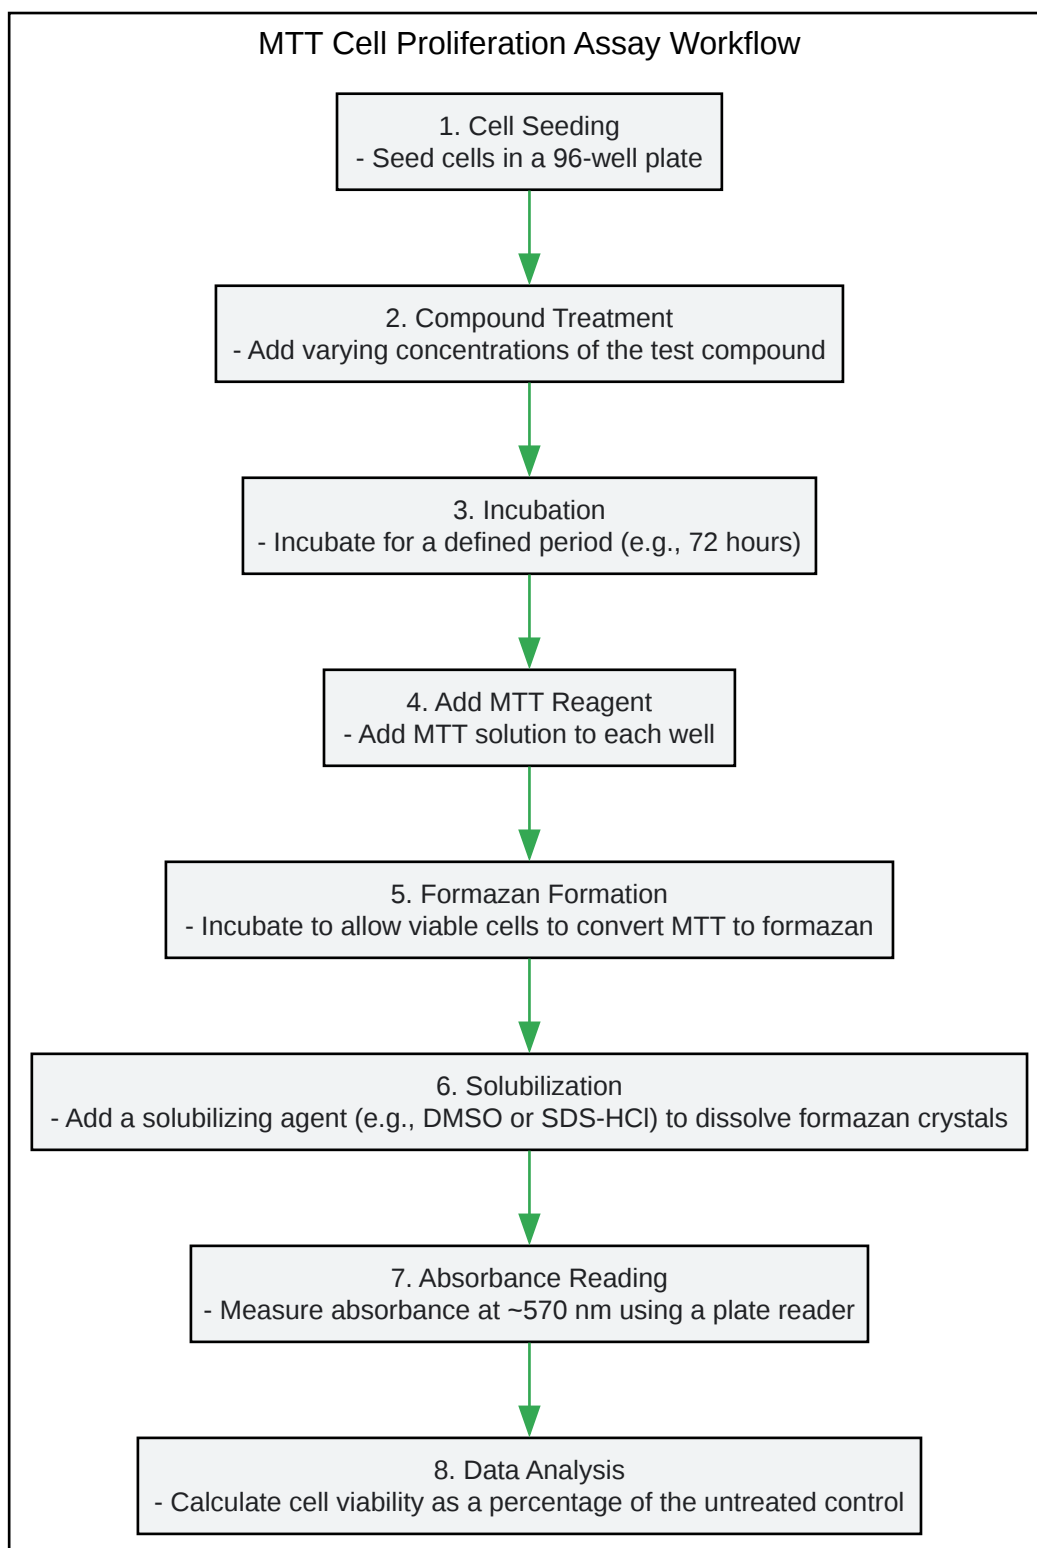 MTT Cell Proliferation Assay Workflow
1. Cell Seeding
- Seed cells in a 96-well plate
2. Compound Treatment
- Add varying concentrations of the test compound
3. Incubation
- Incubate for a defined period (e.g., 72 hours)
4. Add MTT Reagent
- Add MTT solution to each well
5. Formazan Formation
- Incubate to allow viable cells to convert MTT to formazan
6. Solubilization
- Add a solubilizing agent (e.g., DMSO or SDS-HCl) to dissolve formazan crystals
7. Absorbance Reading
- Measure absorbance at ~570 nm using a plate reader
8. Data Analysis
- Calculate cell viability as a percentage of the untreated control